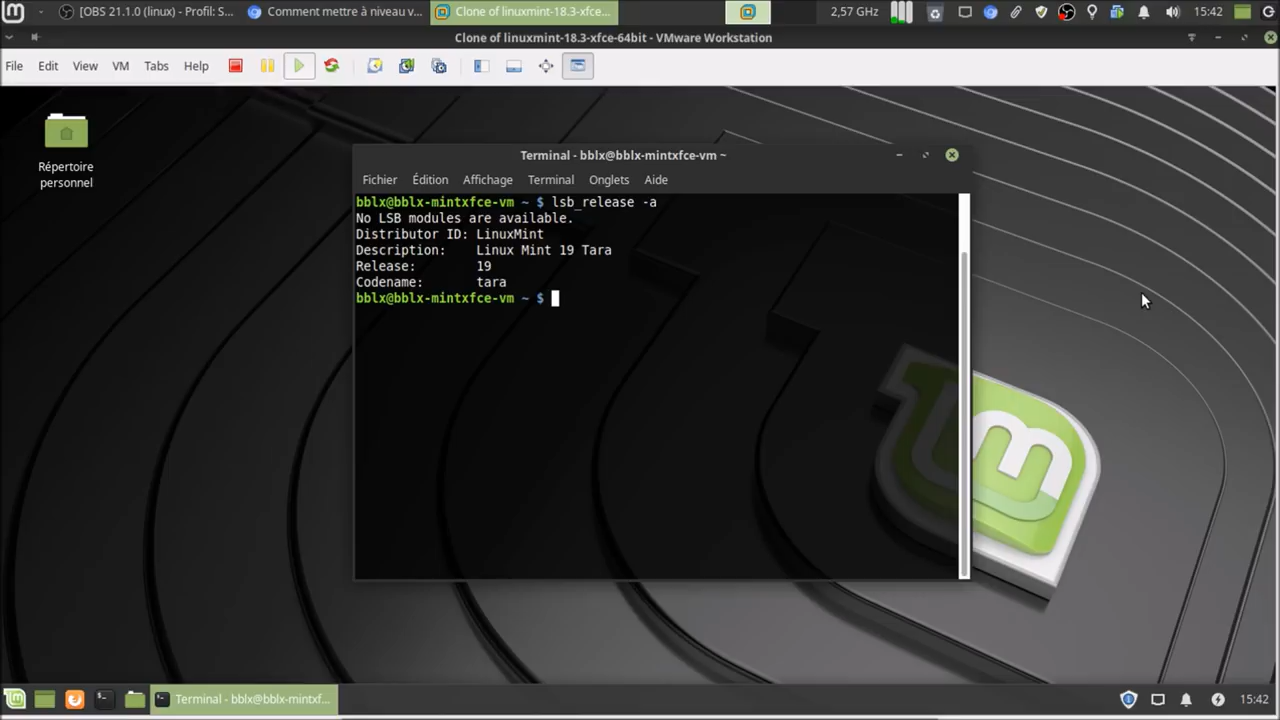 [OBS 21.1.0 (linux) - Profil: S...
Comment mettre à niveau v...
Clone of linuxmint-18.3-xfce...
2,57 GHz
15:42
Clone of linuxmint-18.3-xfce-64bit - VMware Workstation
File Edit View VM Tabs Help
Répertoire
personnel
Terminal - bblx@bblx-mintxfce-vm ~
Fichier Édition Affichage Terminal Onglets Aide
bblx@bblx-mintxfce-vm ~ $ lsb_release -a
No LSB modules are available.
Distributor ID: LinuxMint
Description: Linux Mint 19 Tara
Release: 19
Codename: tara
bblx@bblx-mintxfce-vm ~ $
Terminal - bblx@bblx-mintxf...
15:42